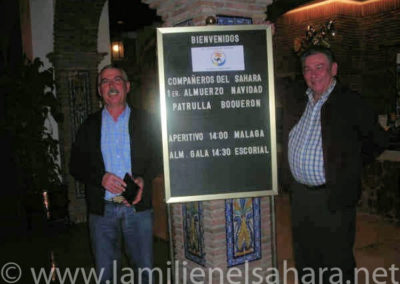 BIENVENIDOS
COMPAÑEROS DEL SAHARA
1ER. ALMUERZO NAVIDAD
PATRULLA BOQUERON
APERITIVO 14:00 MALAGA
ALM. GALA 14:30 ESCORIAL
© www.lamilienelsahara.net